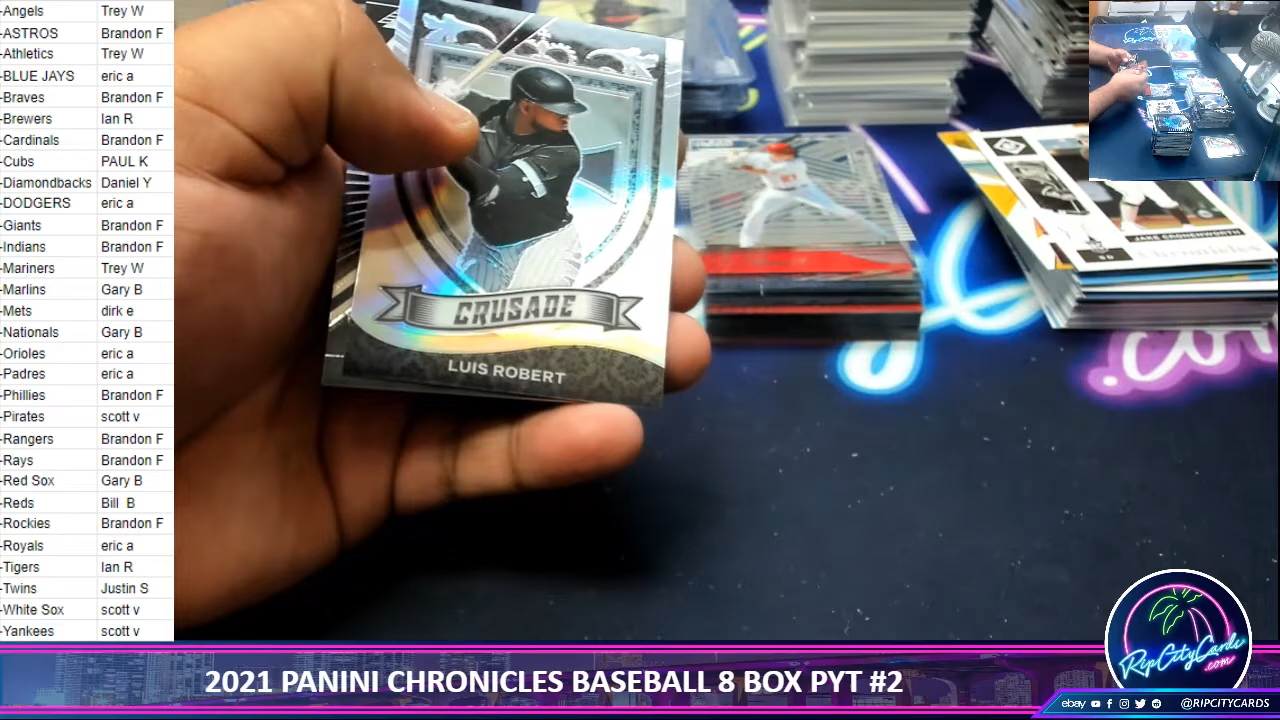 -Angels Trey W
-ASTROS Brandon F
-Athletics Trey W
-BLUE JAYS eric a
-Braves Brandon F
-Brewers Ian R
-Cardinals Brandon F
-Cubs PAUL K
-Diamondbacks Daniel Y
-DODGERS eric a
-Giants Brandon F
-Indians Brandon F
-Mariners Trey W
-Marlins Gary B
-Mets dirk e
-Nationals Gary B
-Orioles eric a
-Padres eric a
-Phillies Brandon F
-Pirates scott v
-Rangers Brandon F
-Rays Brandon F
-Red Sox Gary B
-Reds Bill B
-Rockies Brandon F
-Royals eric a
-Tigers Ian R
-Twins Justin S
-White Sox scott v
-Yankees scott v
CRUSADE
LUIS ROBERT
JAKE CRONENWORTH
.com
RipCityCards
.com
2021 PANINI CHRONICLES BASEBALL 8 BOX PYT #2
ebay @RIPCITYCARDS